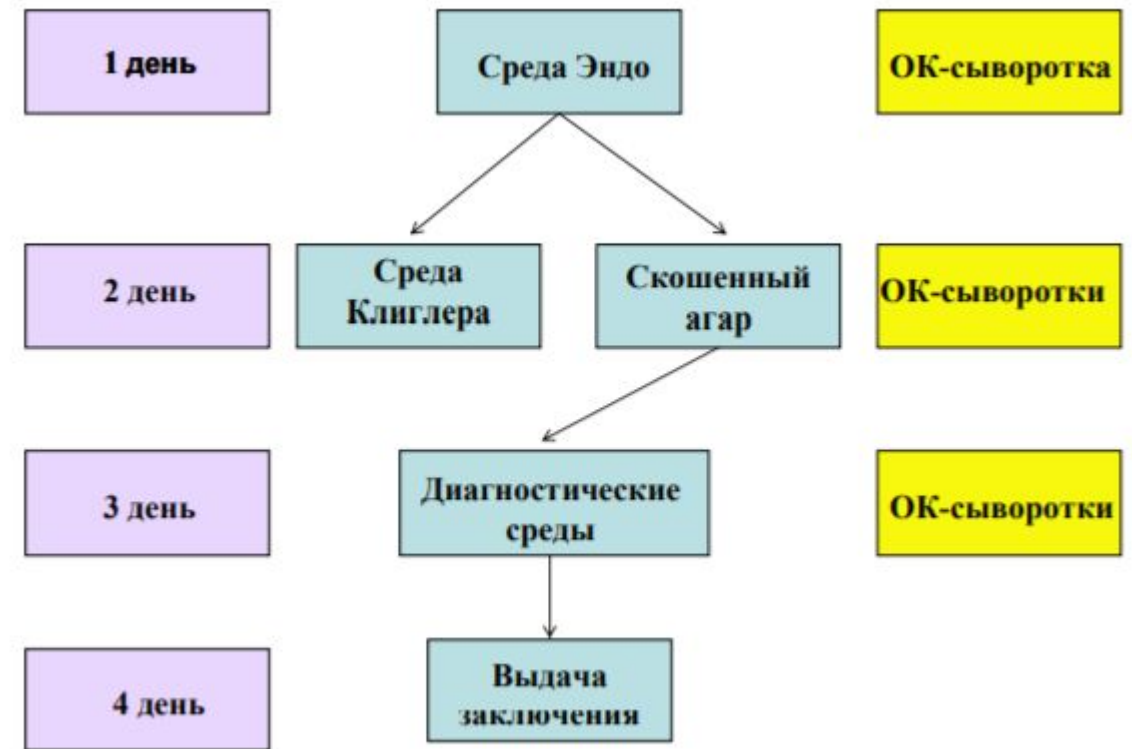 1 день
Среда Эндо
ОК-сыворотка
2 день
Среда
Клиглера
Скошенный
агар
ОК-сыворотки
3 день
Диагностические
среды
ОК-сыворотки
4 день
Выдача
заключения